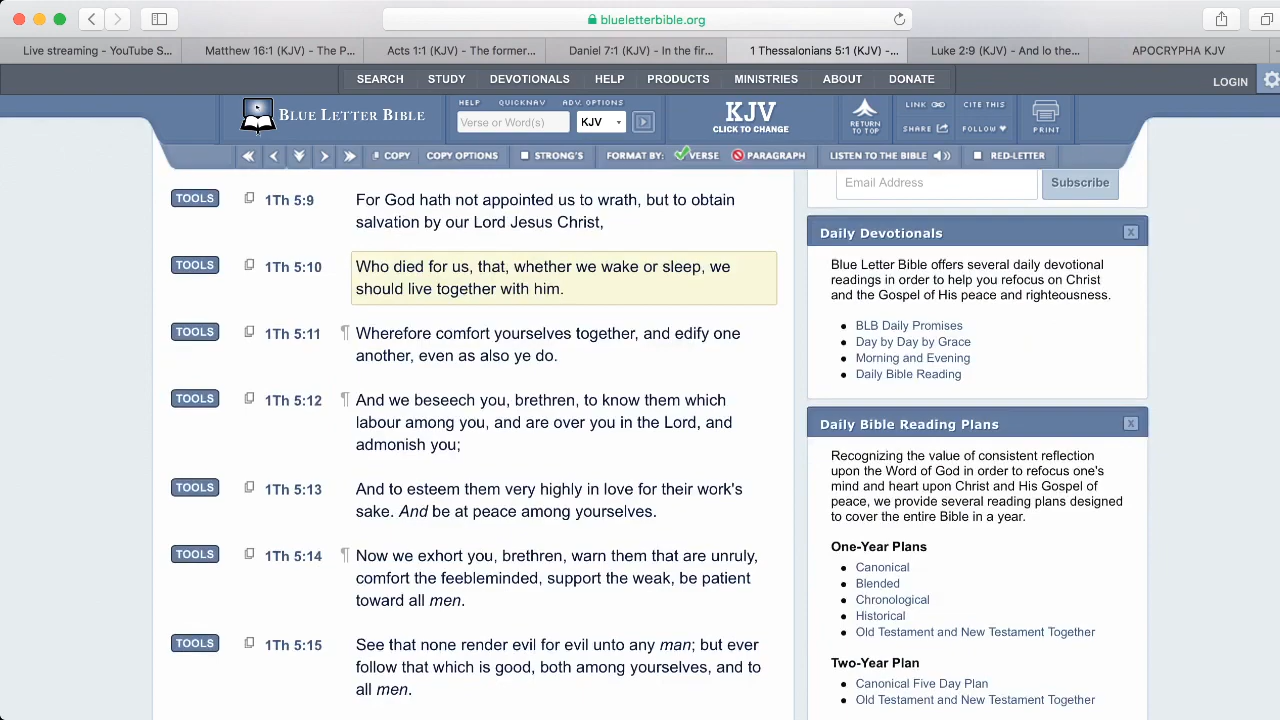 blueletterbible.org
Live streaming - YouTube S...
Matthew 16:1 (KJV) - The P...
Acts 1:1 (KJV) - The former...
Daniel 7:1 (KJV) - In the fir...
1 Thessalonians 5:1 (KJV) -...
Luke 2:9 (KJV) - And lo the...
APOCRYPHA KJV
SEARCH STUDY DEVOTIONALS HELP PRODUCTS MINISTRIES ABOUT DONATE
LOGIN
BLUE LETTER BIBLE
HELP QUICKNAV ADV. OPTIONS
Verse or Word(s) KJV
KJV
CLICK TO CHANGE
RETURN
TO TOP
LINK CITE THIS
SHARE FOLLOW
PRINT
COPY COPY OPTIONS STRONG'S FORMAT BY: VERSE PARAGRAPH LISTEN TO THE BIBLE RED-LETTER
TOOLS 1Th 5:9 For God hath not appointed us to wrath, but to obtain
salvation by our Lord Jesus Christ,
TOOLS 1Th 5:10 Who died for us, that, whether we wake or sleep, we
should live together with him.
TOOLS 1Th 5:11 ¶ Wherefore comfort yourselves together, and edify one
another, even as also ye do.
TOOLS 1Th 5:12 ¶ And we beseech you, brethren, to know them which
labour among you, and are over you in the Lord, and
admonish you;
TOOLS 1Th 5:13 And to esteem them very highly in love for their work's
sake. And be at peace among yourselves.
TOOLS 1Th 5:14 ¶ Now we exhort you, brethren, warn them that are unruly,
comfort the feebleminded, support the weak, be patient
toward all men.
TOOLS 1Th 5:15 See that none render evil for evil unto any man; but ever
follow that which is good, both among yourselves, and to
all men.
Email Address Subscribe
Daily Devotionals x
Blue Letter Bible offers several daily devotional
readings in order to help you refocus on Christ
and the Gospel of His peace and righteousness.
BLB Daily Promises
Day by Day by Grace
Morning and Evening
Daily Bible Reading
Daily Bible Reading Plans x
Recognizing the value of consistent reflection
upon the Word of God in order to refocus one's
mind and heart upon Christ and His Gospel of
peace, we provide several reading plans designed
to cover the entire Bible in a year.
One-Year Plans
Canonical
Blended
Chronological
Historical
Old Testament and New Testament Together
Two-Year Plan
Canonical Five Day Plan
Old Testament and New Testament Together